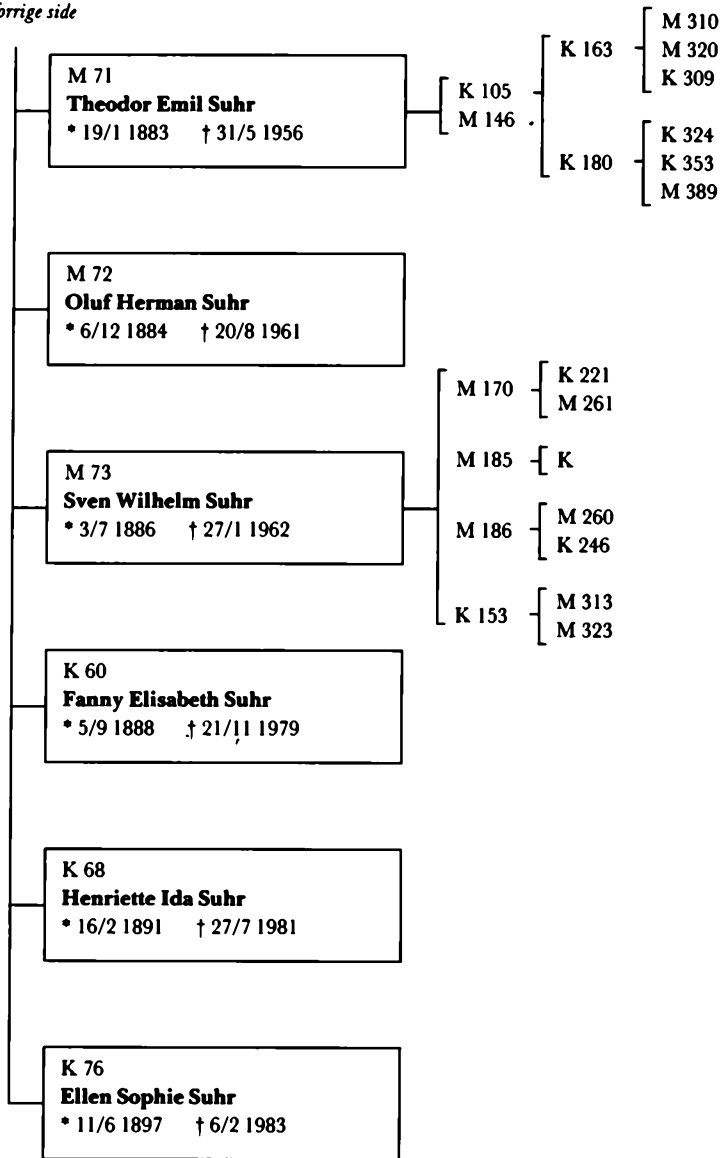 forrige side
M 71
Theodor Emil Suhr
* 19/1 1883 † 31/5 1956
K 105
M 146
K 163
M 310
M 320
K 309
K 180
K 324
K 353
M 389
M 72
Oluf Herman Suhr
* 6/12 1884 † 20/8 1961
M 73
Sven Wilhelm Suhr
* 3/7 1886 † 27/1 1962
M 170
K 221
M 261
M 185
K
M 186
M 260
K 246
K 153
M 313
M 323
K 60
Fanny Elisabeth Suhr
* 5/9 1888 † 21/11 1979
K 68
Henriette Ida Suhr
* 16/2 1891 † 27/7 1981
K 76
Ellen Sophie Suhr
* 11/6 1897 † 6/2 1983